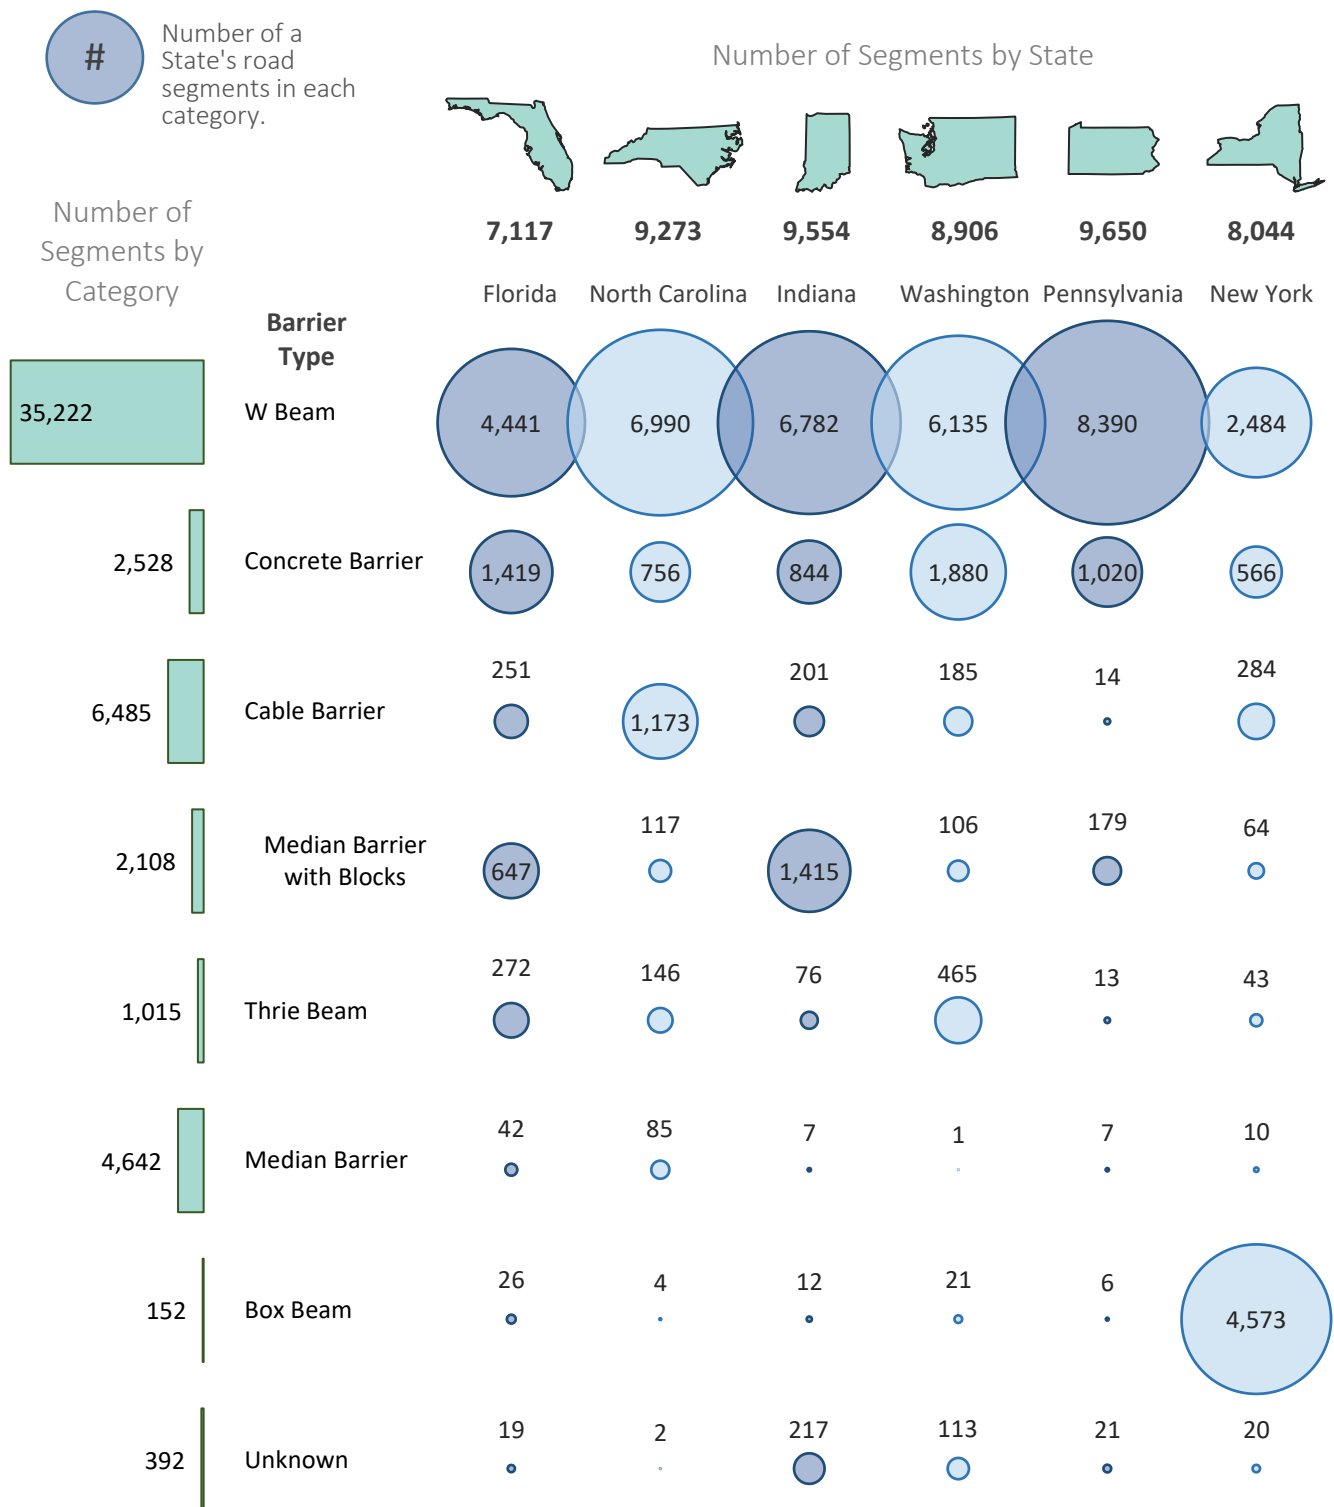 #
Number of a
State's road
segments in each
category.
Number of Segments by State
Number of
Segments by
Category
7,117 9,273 9,554 8,906 9,650 8,044
Florida North Carolina Indiana Washington Pennsylvania New York
Barrier
Type
35,222 W Beam 4,441 6,990 6,782 6,135 8,390 2,484
2,528 Concrete Barrier 1,419 756 844 1,880 1,020 566
251 201 185 14 284
6,485 Cable Barrier 1,173
117 106 179 64
2,108 Median Barrier
with Blocks 647 1,415
272 146 76 465 13 43
1,015 Thrie Beam
42 85 7 1 7 10
4,642 Median Barrier
26 4 12 21 6
152 Box Beam 4,573
19 2 217 113 21 20
392 Unknown